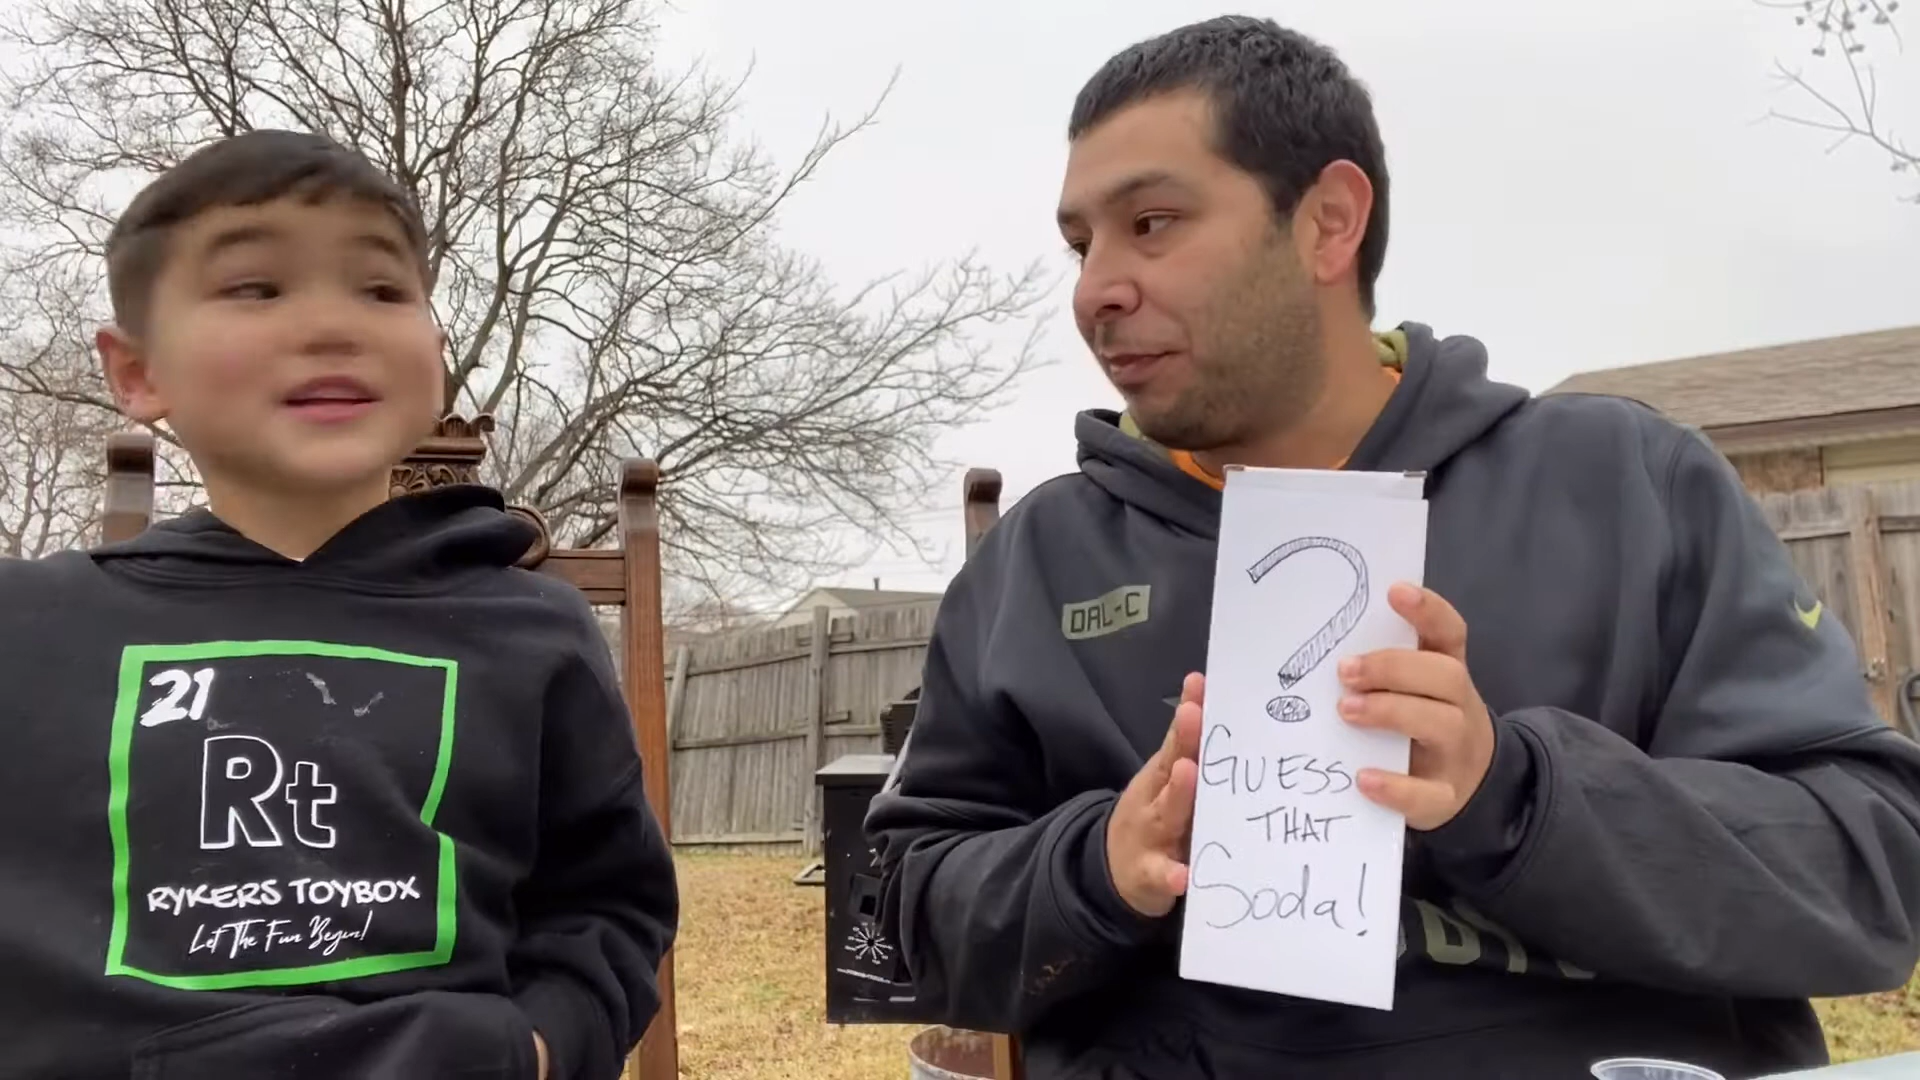 21
Rt
RYKERS TOYBOX
Let The Fun Begin!
DAL-C
?
GUESS
THAT
Soda!